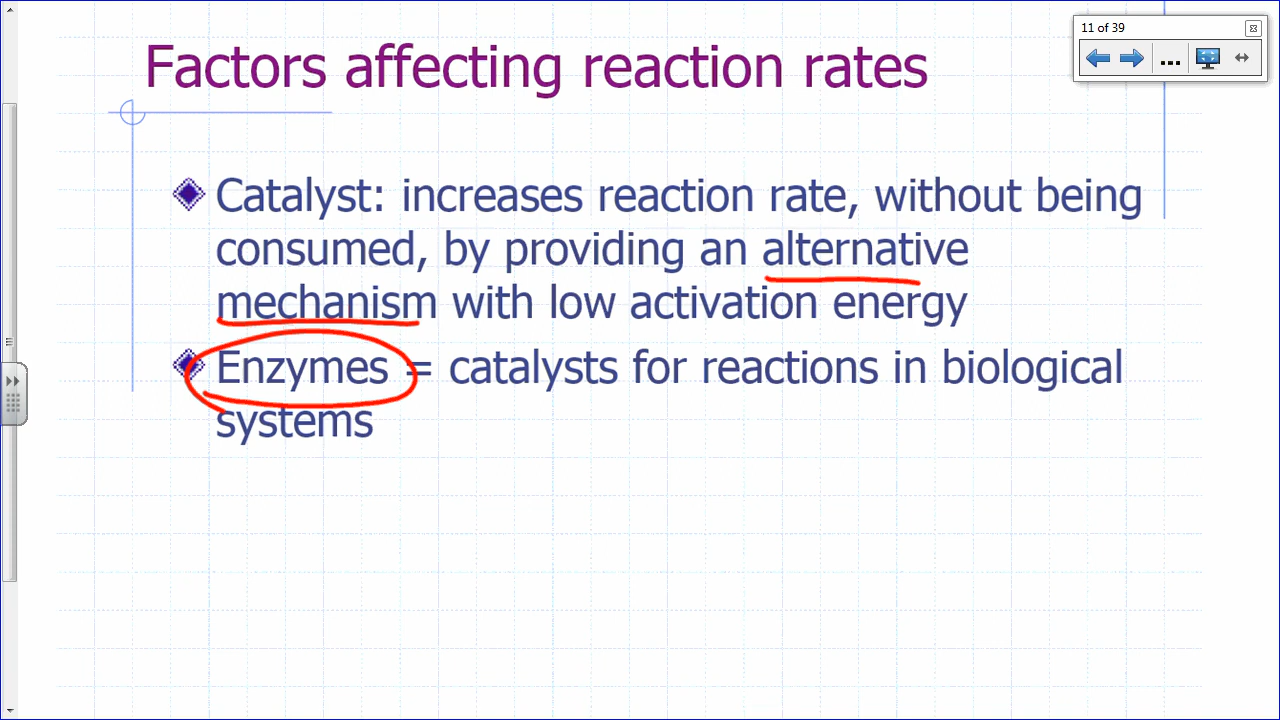 11 of 39
...
Factors affecting reaction rates
Catalyst: increases reaction rate, without being
consumed, by providing an alternative
mechanism with low activation energy
Enzymes = catalysts for reactions in biological
systems